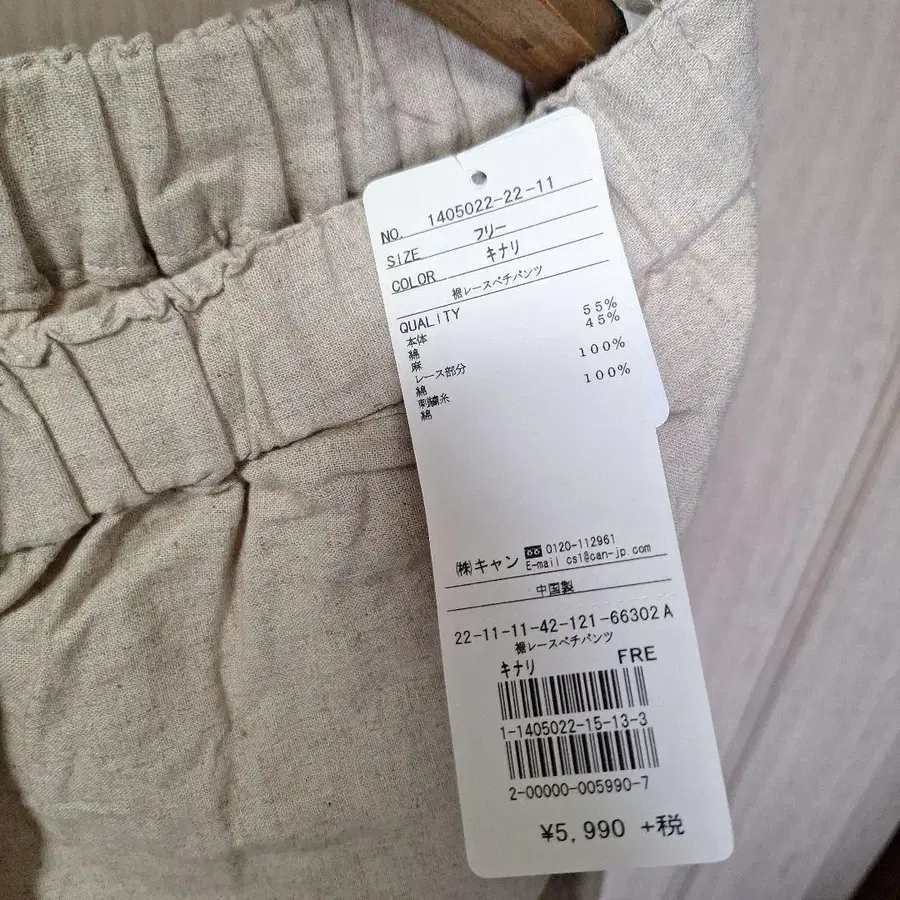 NO. 1405022-22-11
SIZE フリー
COLOR キナリ
裾レースペチパンツ
QUALITY
本体
綿 55%
麻 45%
レース部分
綿 100%
刺繍糸
綿 100%
㈱キャン 0120-112961
E-mail cs1@can-jp.com
中国製
22-11-11-42-121-66302 A
裾レースペチパンツ
キナリ FRE
1-1405022-15-13-3
2-00000-005990-7
¥5,990 +税